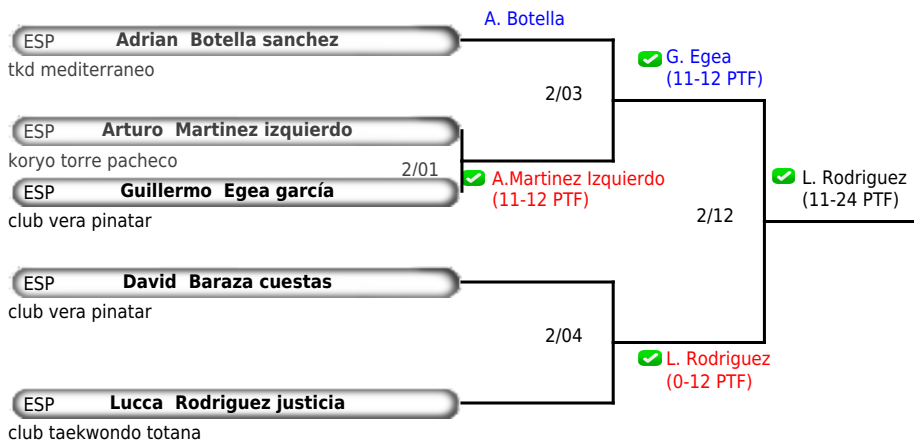 A. Botella
ESP Adrian Botella sanchez
tkd mediterraneo
G. Egea
(11-12 PTF)
2/03
ESP Arturo Martinez izquierdo
koryo torre pacheco
2/01
A.Martinez Izquierdo
(11-12 PTF)
L. Rodriguez
(11-24 PTF)
ESP Guillermo Egea garcía
club vera pinatar
2/12
ESP David Baraza cuestas
club vera pinatar
2/04
L. Rodriguez
(0-12 PTF)
ESP Lucca Rodriguez justicia
club taekwondo totana